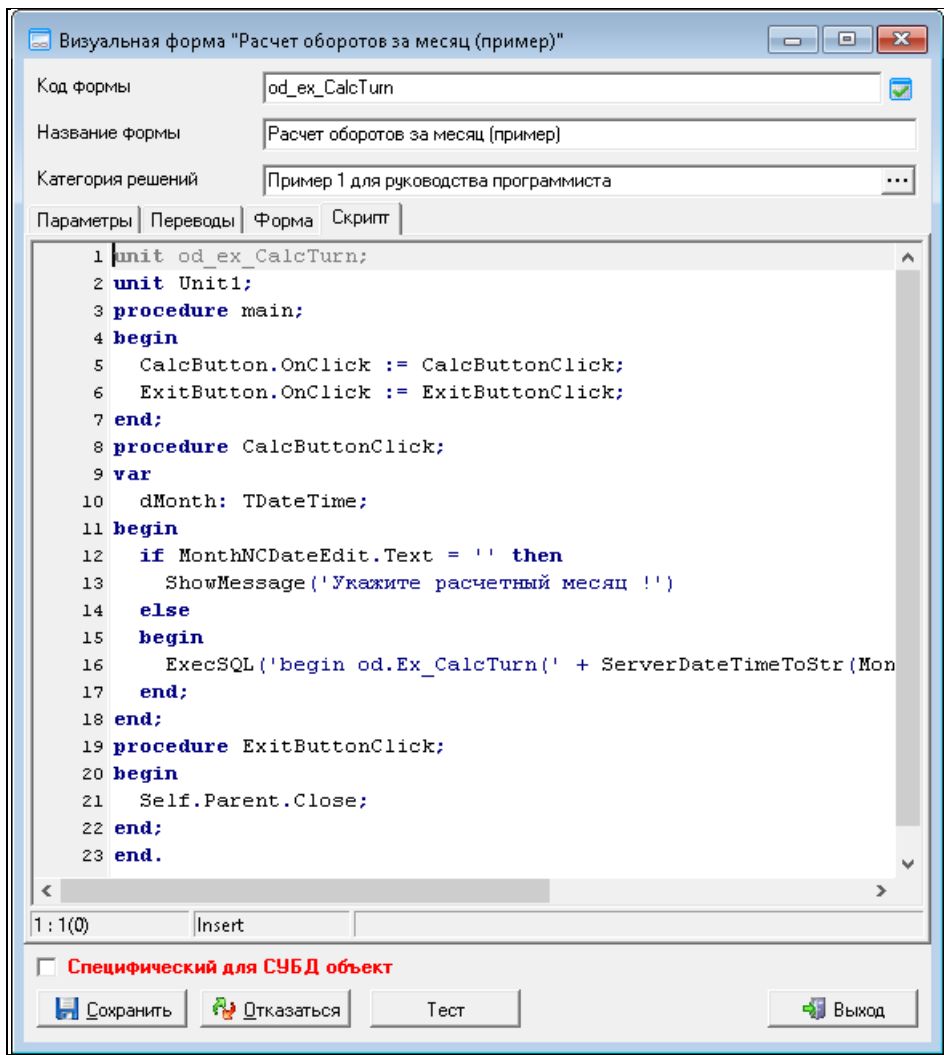 Визуальная форма "Расчет оборотов за месяц (пример)"
Код формы od_ex_CalcTurn
Название формы Расчет оборотов за месяц (пример)
Категория решений Пример 1 для руководства программиста ...
Параметры Переводы Форма Скрипт
1 unit od_ex_CalcTurn;
2 unit Unit1;
3 procedure main;
4 begin
5 CalcButton.OnClick := CalcButtonClick;
6 ExitButton.OnClick := ExitButtonClick;
7 end;
8 procedure CalcButtonClick;
9 var
10 dMonth: TDateTime;
11 begin
12 if MonthNCDateEdit.Text = '' then
13 ShowMessage('Укажите расчетный месяц !')
14 else
15 begin
16 ExecSQL('begin od.Ex_CalcTurn(' + ServerDateTimeToStr(Mon
17 end;
18 end;
19 procedure ExitButtonClick;
20 begin
21 Self.Parent.Close;
22 end;
23 end.
1 : 1(0) Insert
Специфический для СУБД объект
Сохранить Отказаться Тест Выход